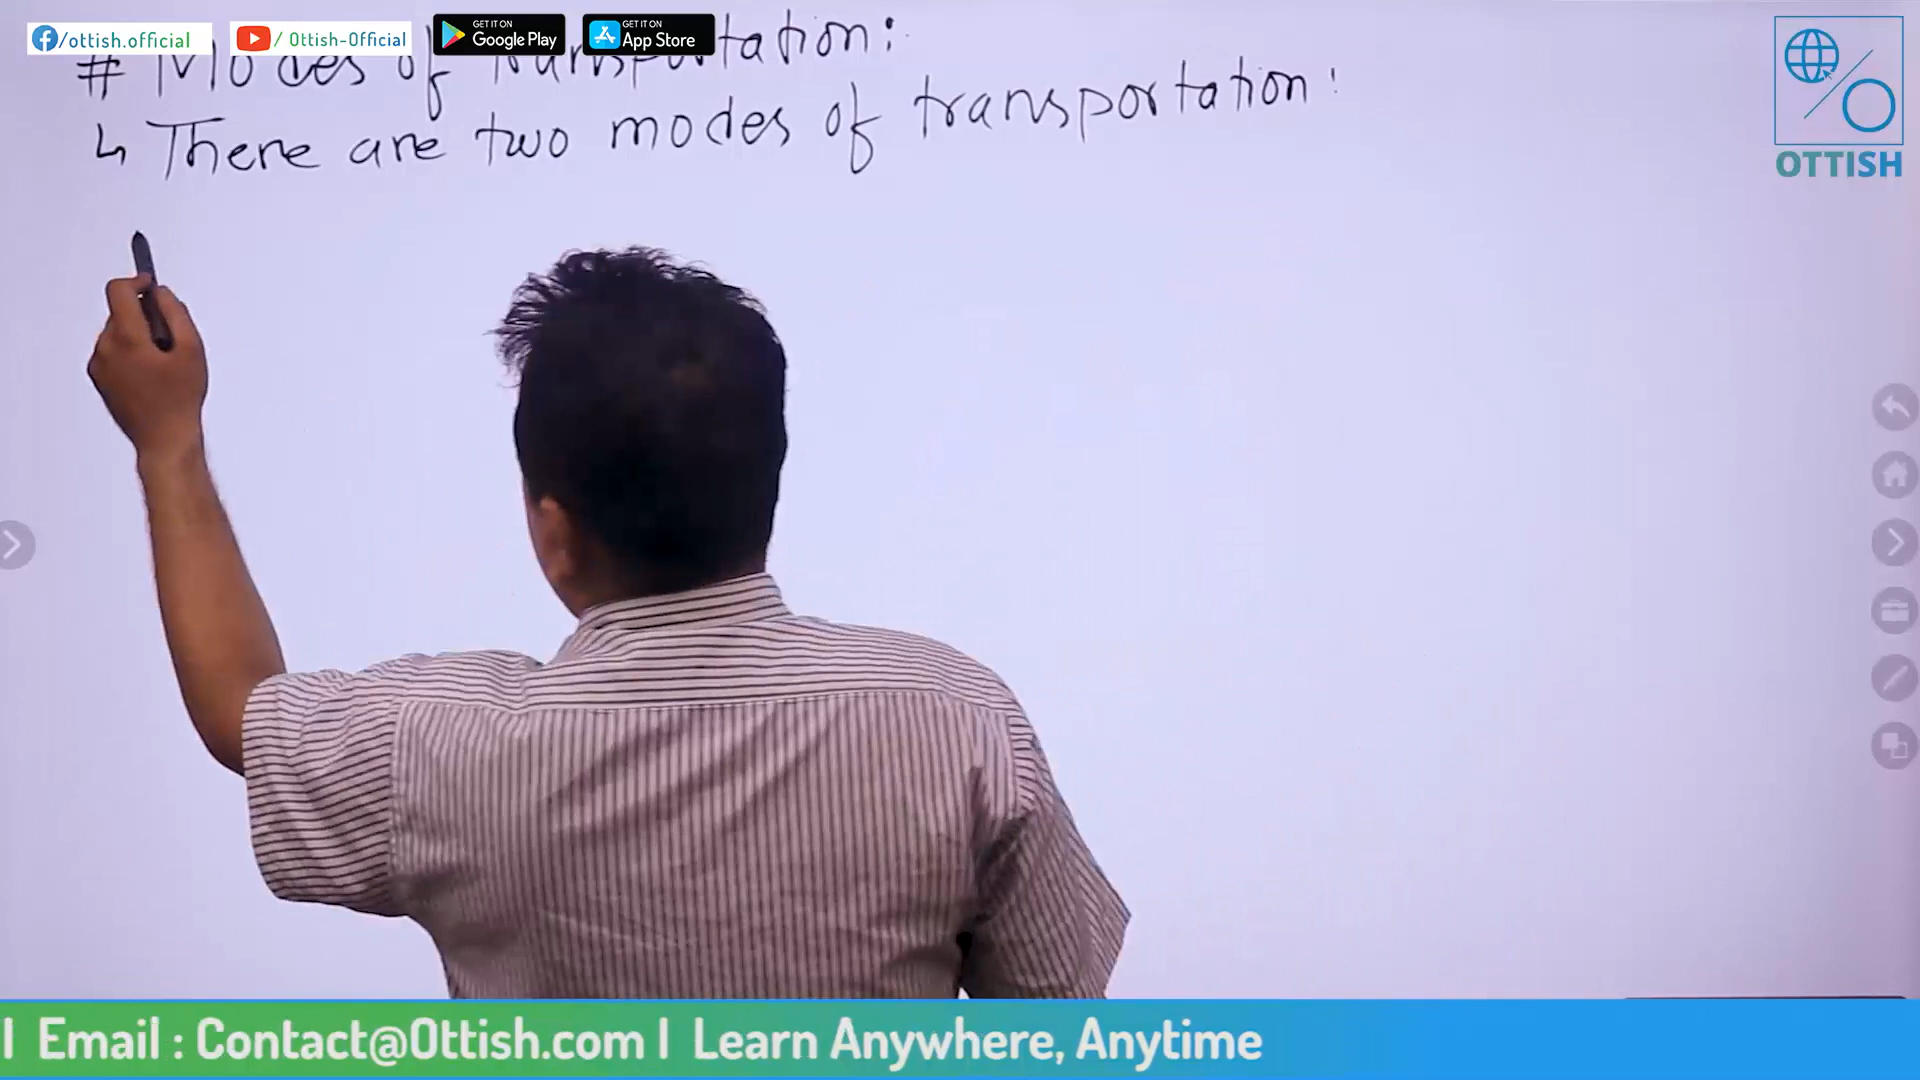 /ottish.official
/ Ottish-Official
GET IT ON
Google Play
GET IT ON
App Store
# Modes of transportation:
↳ There are two modes of transportation:
OTTISH
I Email : Contact@Ottish.com I Learn Anywhere, Anytime